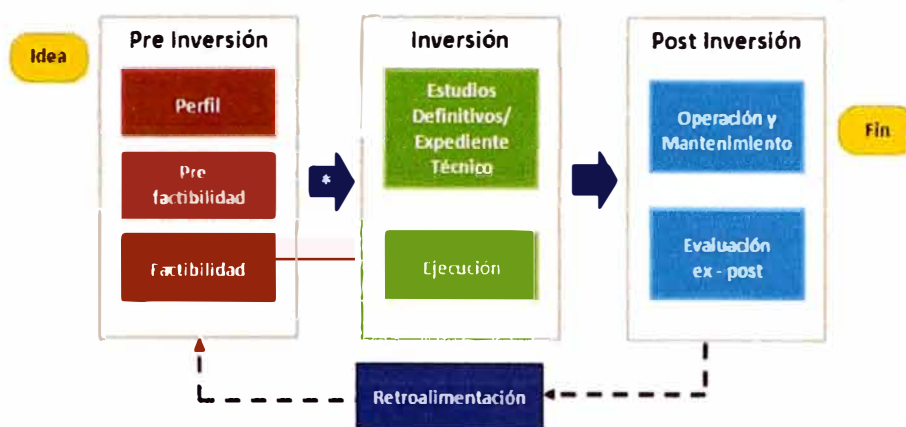 Idea
Pre Inversión
Perfil
Pre
factibilidad
Factibilidad
*
Inversión
Estudios
Definitivos/
Expediente
Técnico
Ejecución
Post Inversión
Operación y
Mantenimiento
Evaluación
ex - post
Fin
Retroalimentación